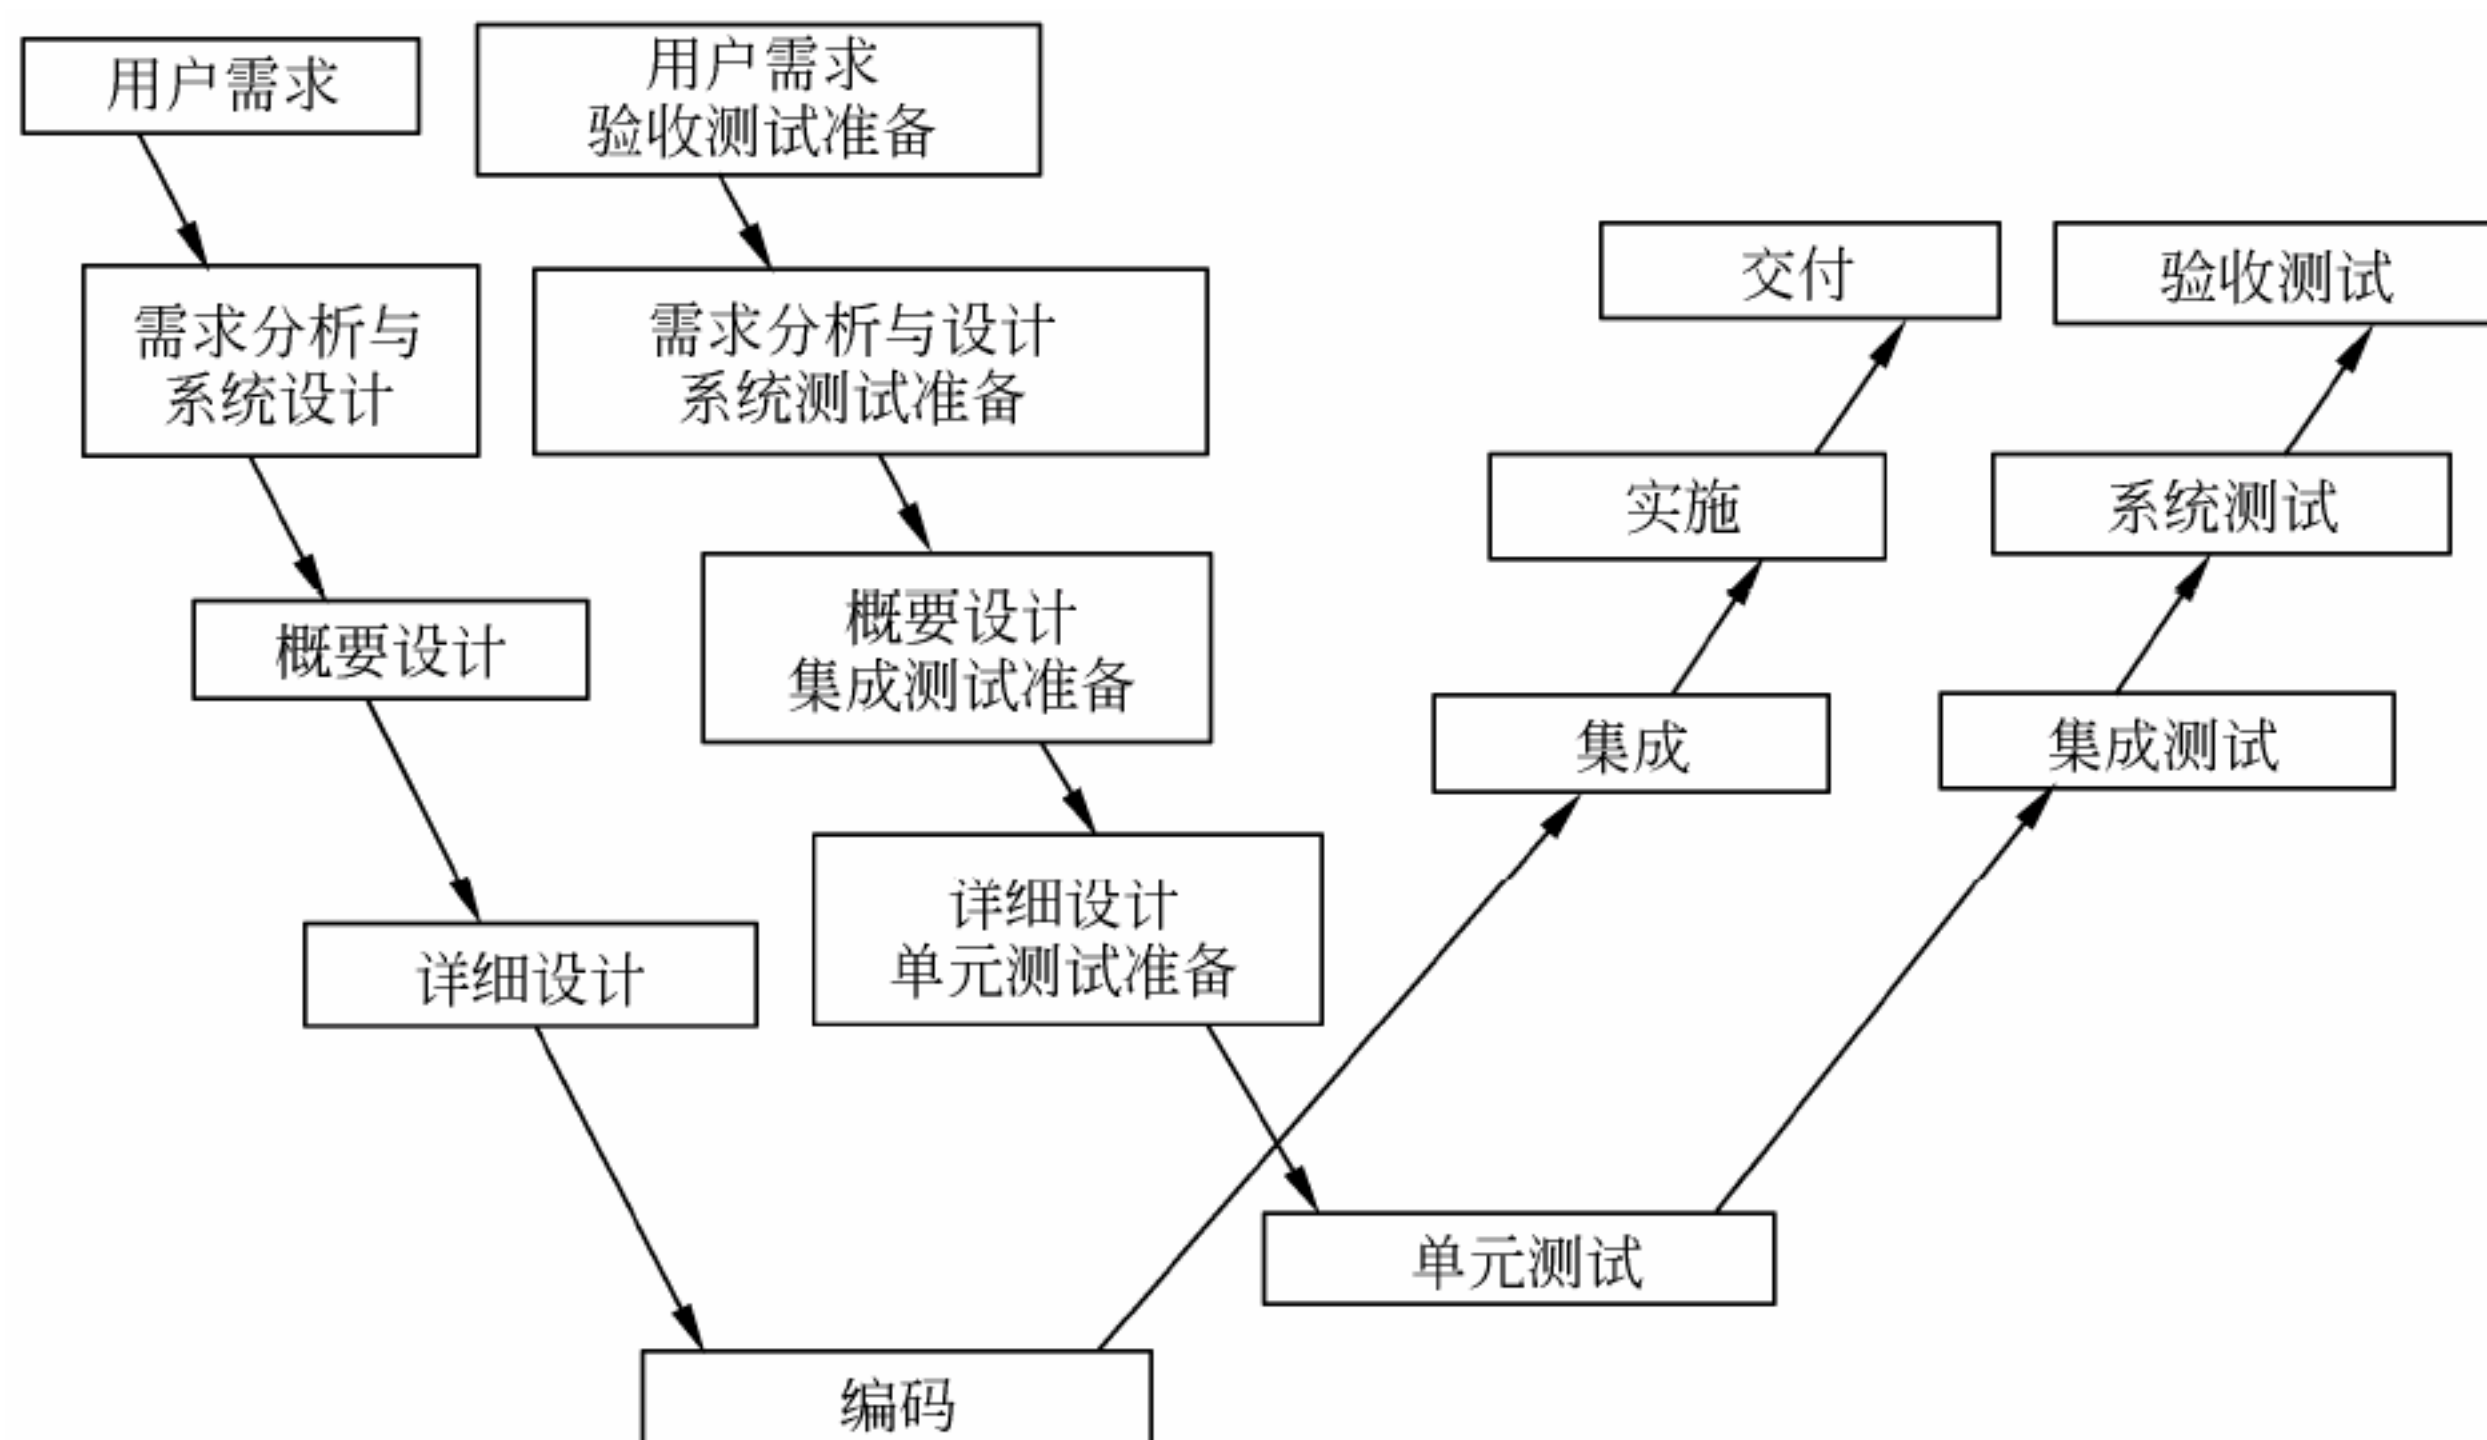 用户需求
用户需求
验收测试准备
交付
验收测试
需求分析与
系统设计
需求分析与设计
系统测试准备
实施
系统测试
概要设计
概要设计
集成测试准备
集成
集成测试
详细设计
详细设计
单元测试准备
单元测试
编码